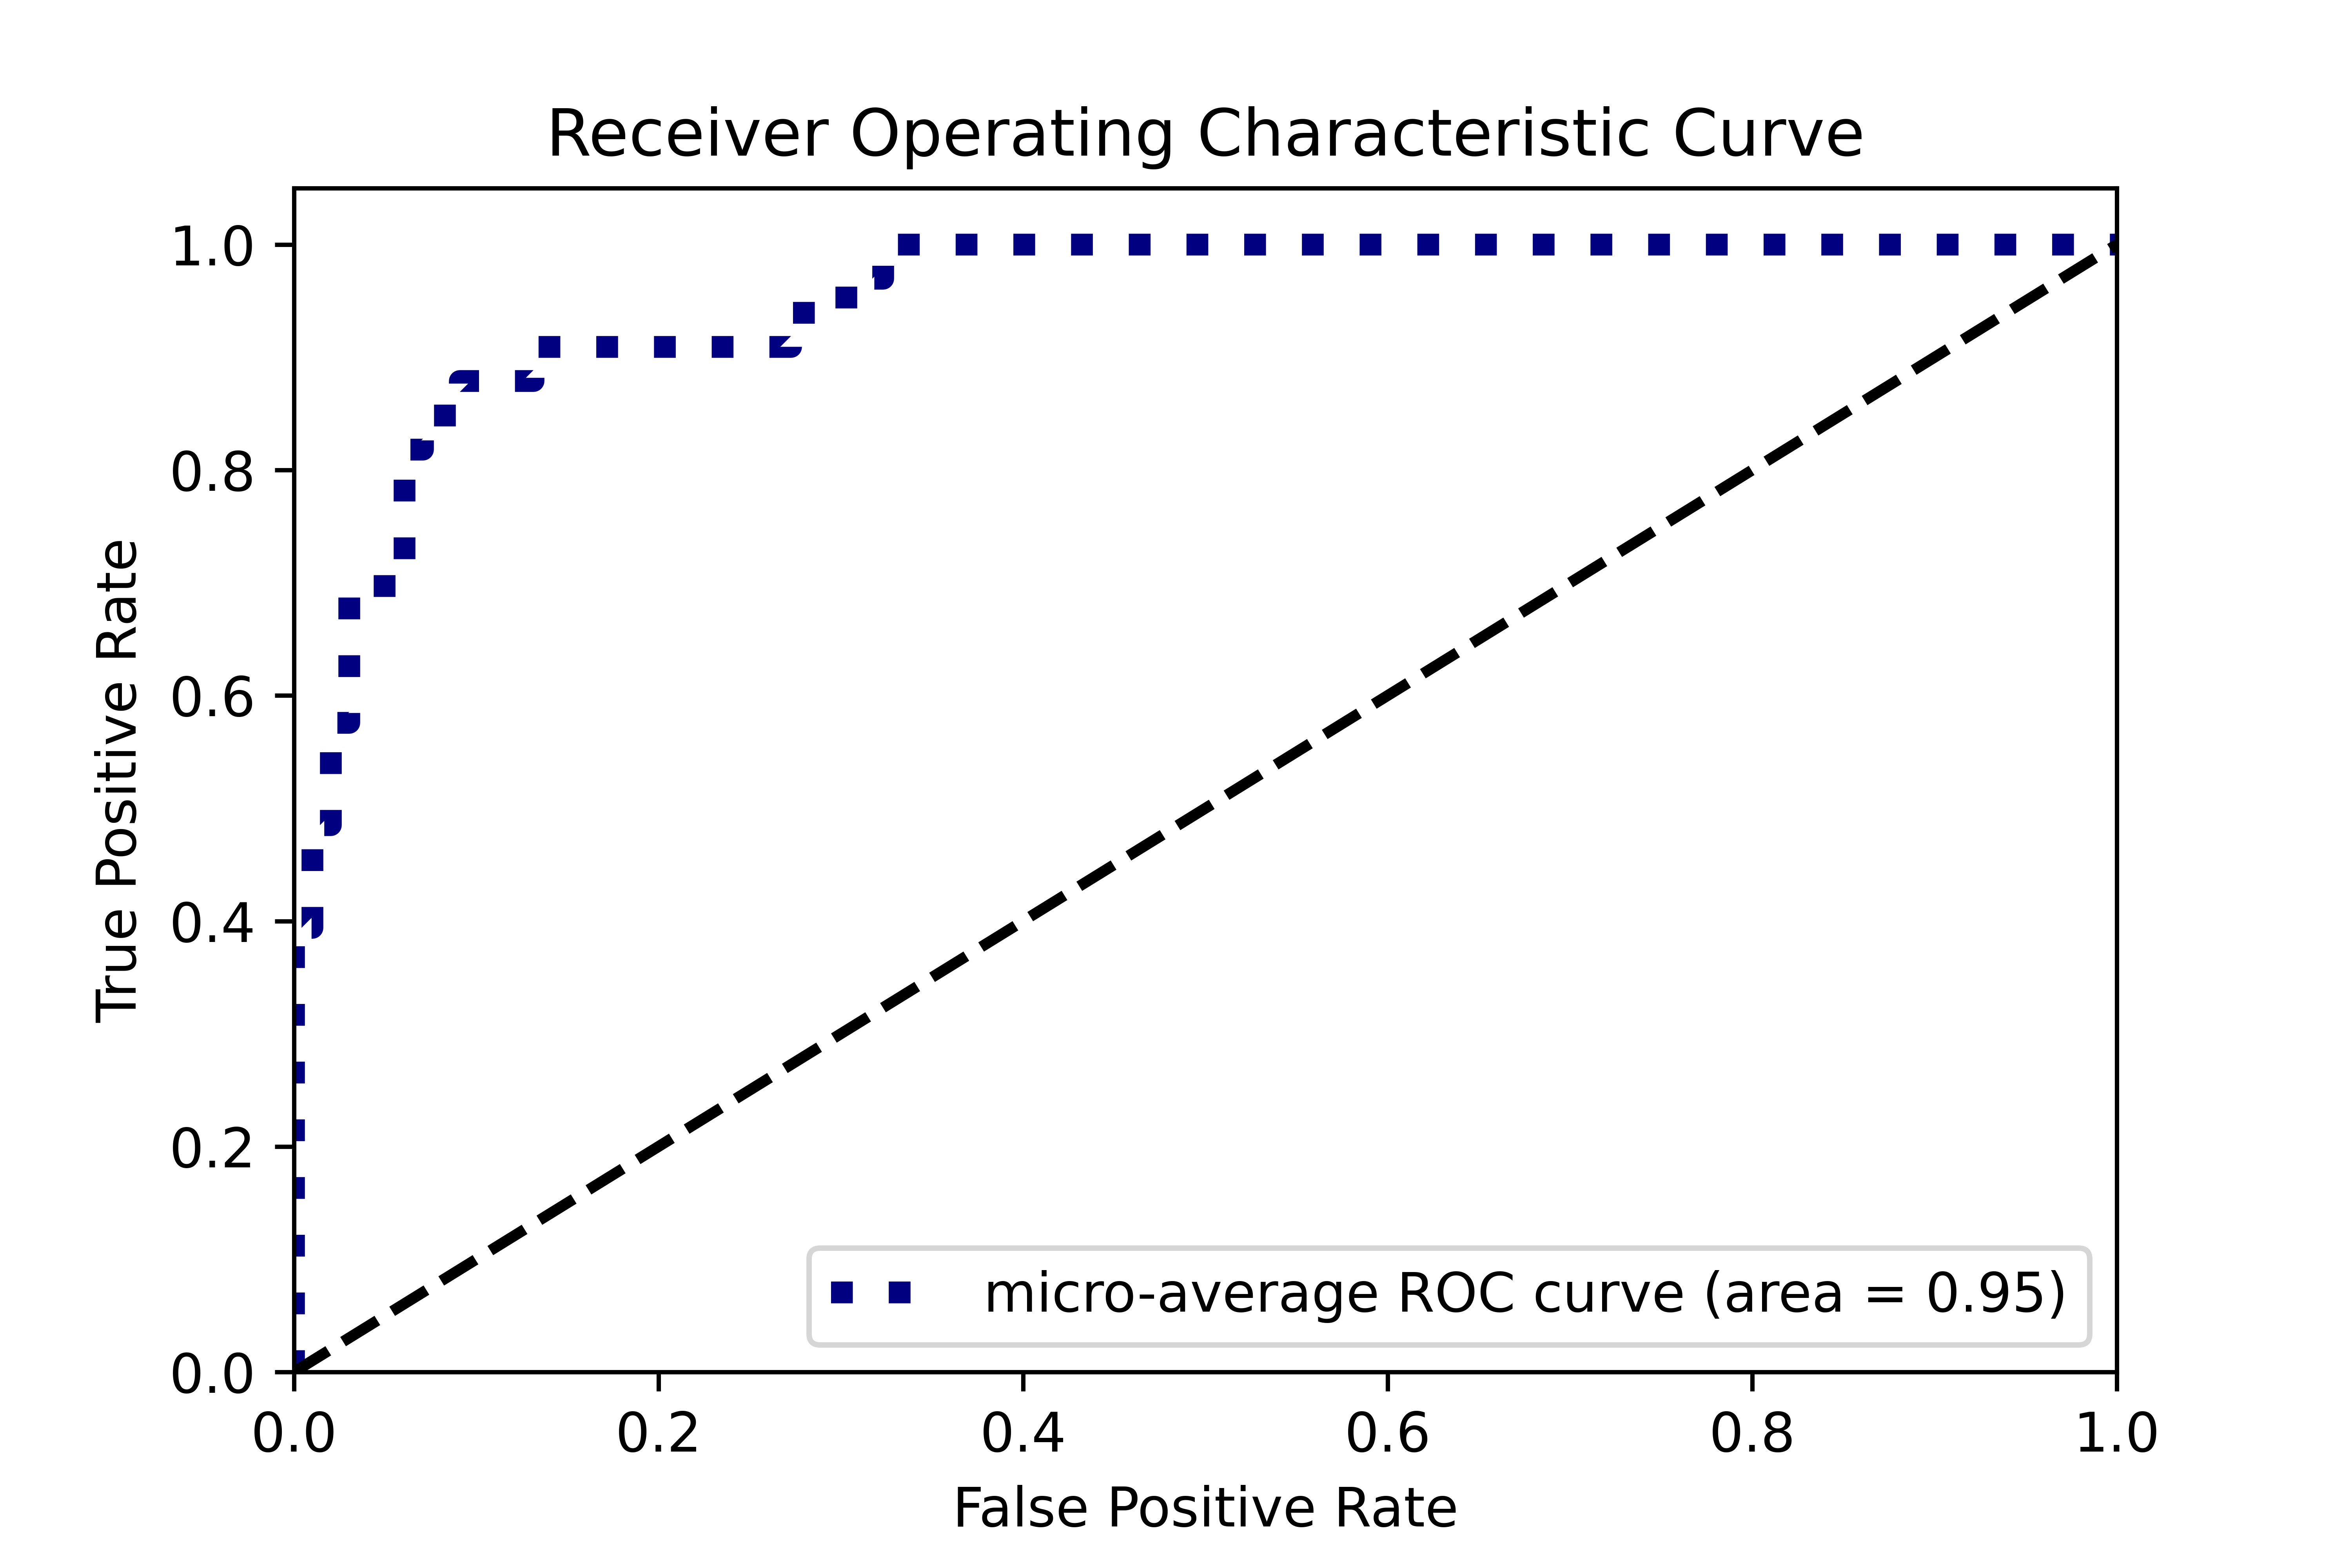 Receiver Operating Characteristic Curve
1.0
0.8
0.6
0.4
0.2
0.0
True Positive Rate
micro-average ROC curve (area = 0.95)
0.0 0.2 0.4 0.6 0.8 1.0
False Positive Rate